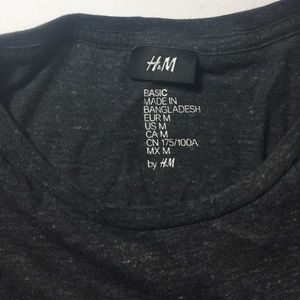 H&M
BASIC
MADE IN
BANGLADESH
EUR M
US M
CA M
CN 175/100A
MX M
by H.M